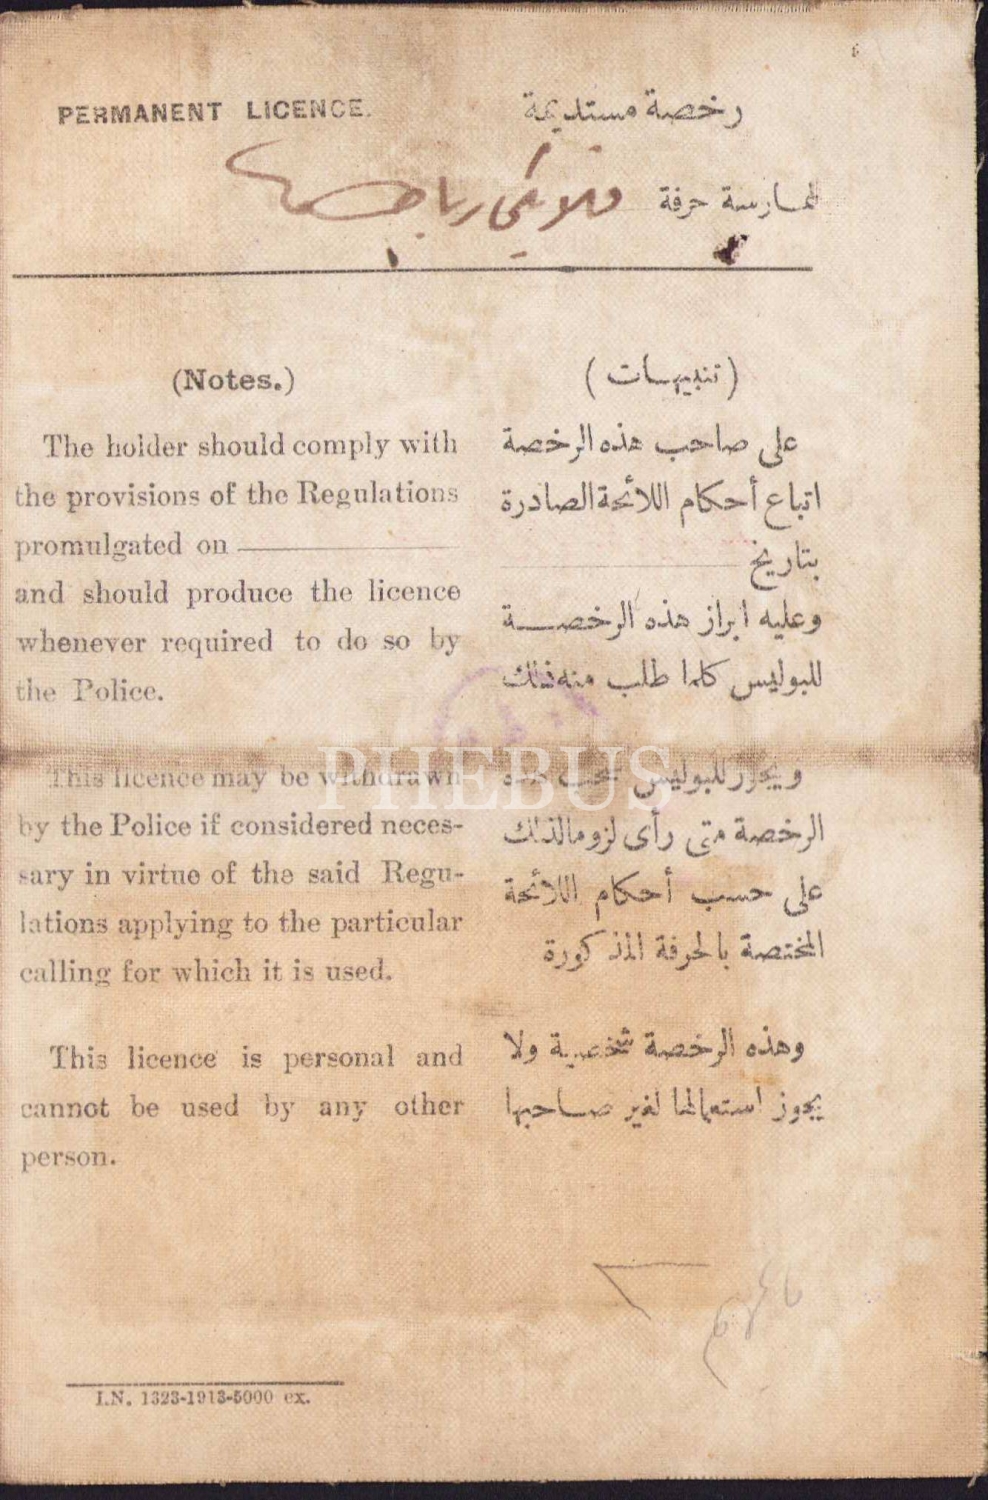 PERMANENT LICENCE.
رخصة مستديمة
لممارسة حرفة
(Notes.)
The holder should comply with
the provisions of the Regulations
promulgated on
and should produce the licence
whenever required to do so by
the Police.
This licence may be withdrawn
by the Police if considered neces-
sary in virtue of the said Regu-
lations applying to the particular
calling for which it is used.
This licence is personal and
cannot be used by any other
person.
(تنبيهات)
على صاحب هذه الرخصة
اتباع أحكام اللائحة الصادرة
بتاريخ
وعليه ابراز هذه الرخصة
للبوليس كلما طلب منه ذلك
ويجوز للبوليس سحب هذه
الرخصة متى رأى لزوما لذلك
على حسب أحكام اللائحة
المختصة بالحرفة المذكورة
وهذه الرخصة شخصية ولا
يجوز استعمالها لغير صاحبها
PHEBUS
I.N. 1323-1913-5000 ex.